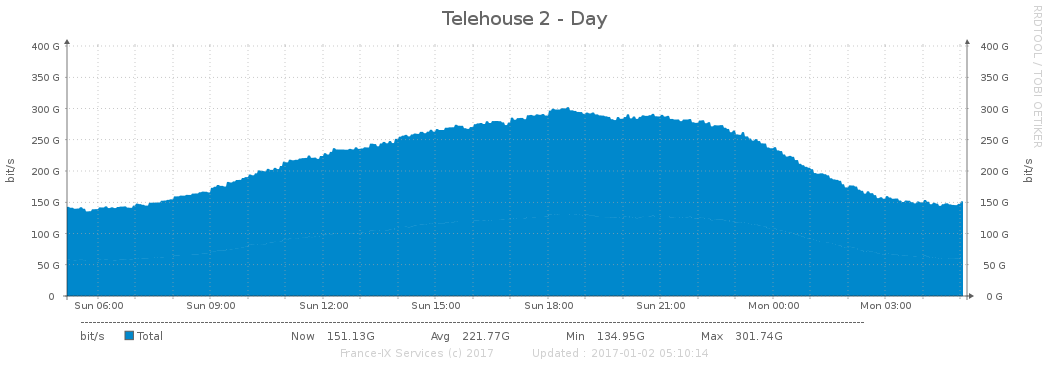 Telehouse 2 - Day
RRDTOOL / TOBI OETIKER
400 G 400 G
350 G 350 G
300 G 300 G
250 G 250 G
200 G 200 G
150 G 150 G
100 G 100 G
50 G 50 G
0 0 G
bit/s bit/s
Sun 06:00 Sun 09:00 Sun 12:00 Sun 15:00 Sun 18:00 Sun 21:00 Mon 00:00 Mon 03:00
bit/s Total Now 151.13G Avg 221.77G Min 134.95G Max 301.74G
France-IX Services (c) 2017 Updated : 2017-01-02 05:10:14